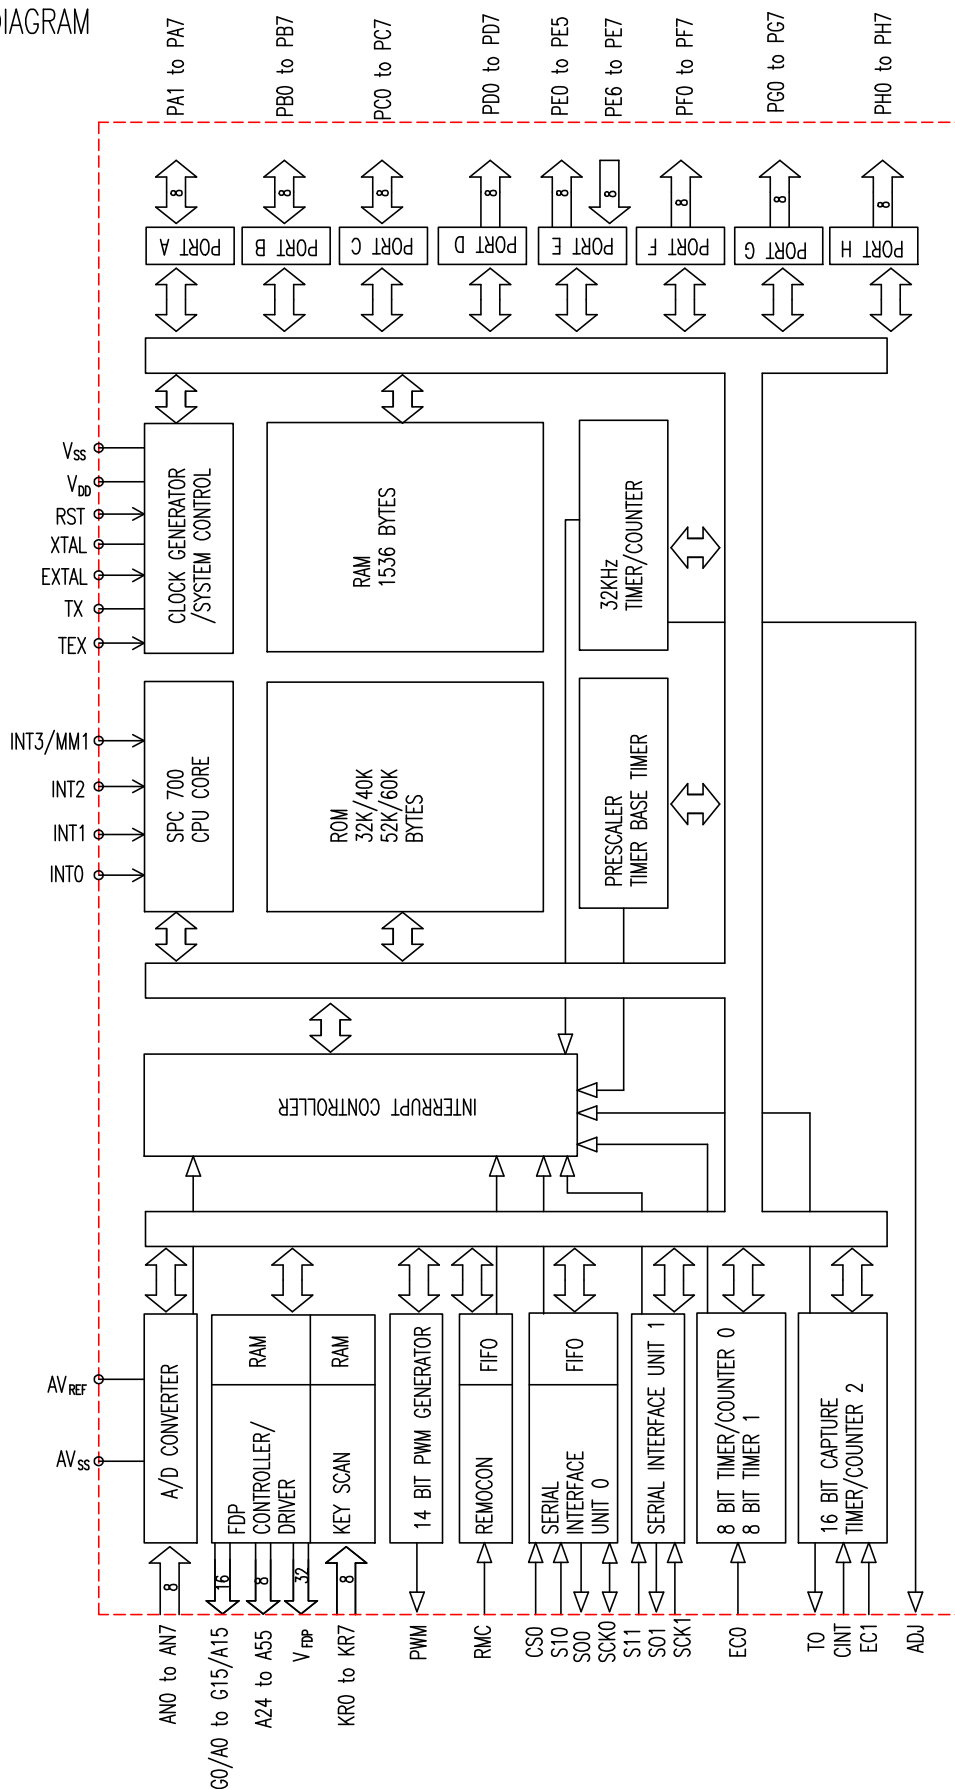 DIAGRAM
PA1 to PA7
PB0 to PB7
PC0 to PC7
PD0 to PD7
PE0 to PE5
PE6 to PE7
PF0 to PF7
PG0 to PG7
PH0 to PH7
8
8
8
8
8
8
8
8
8
PORT A
PORT B
PORT C
PORT D
PORT E
PORT F
PORT G
PORT H
VSS
VDD
RST
XTAL
EXTAL
TX
TEX
CLOCK GENERATOR
/SYSTEM CONTROL
RAM
1536 BYTES
32KHz
TIMER/COUNTER
INT3/MM1
INT2
INT1
INT0
SPC 700
CPU CORE
ROM
32K/40K
52K/60K
BYTES
PRESCALER
TIMER BASE TIMER
INTERRUPT CONTROLLER
AVREF
AVSS
A/D CONVERTER
RAM
FDP
CONTROLLER/
DRIVER
RAM
KEY SCAN
14 BIT PWM GENERATOR
FIFO
REMOCON
FIFO
SERIAL
INTERFACE
UNIT 0
SERIAL INTERFACE UNIT 1
8 BIT TIMER/COUNTER 0
8 BIT TIMER 1
16 BIT CAPTURE
TIMER/COUNTER 2
8
16
8
32
8
AN0 to AN7
G0/A0 to G15/A15
A24 to A55
VFDP
KR0 to KR7
PWM
RMC
CS0
S10
SO0
SCK0
S11
S01
SCK1
EC0
TO
CINT
EC1
ADJ